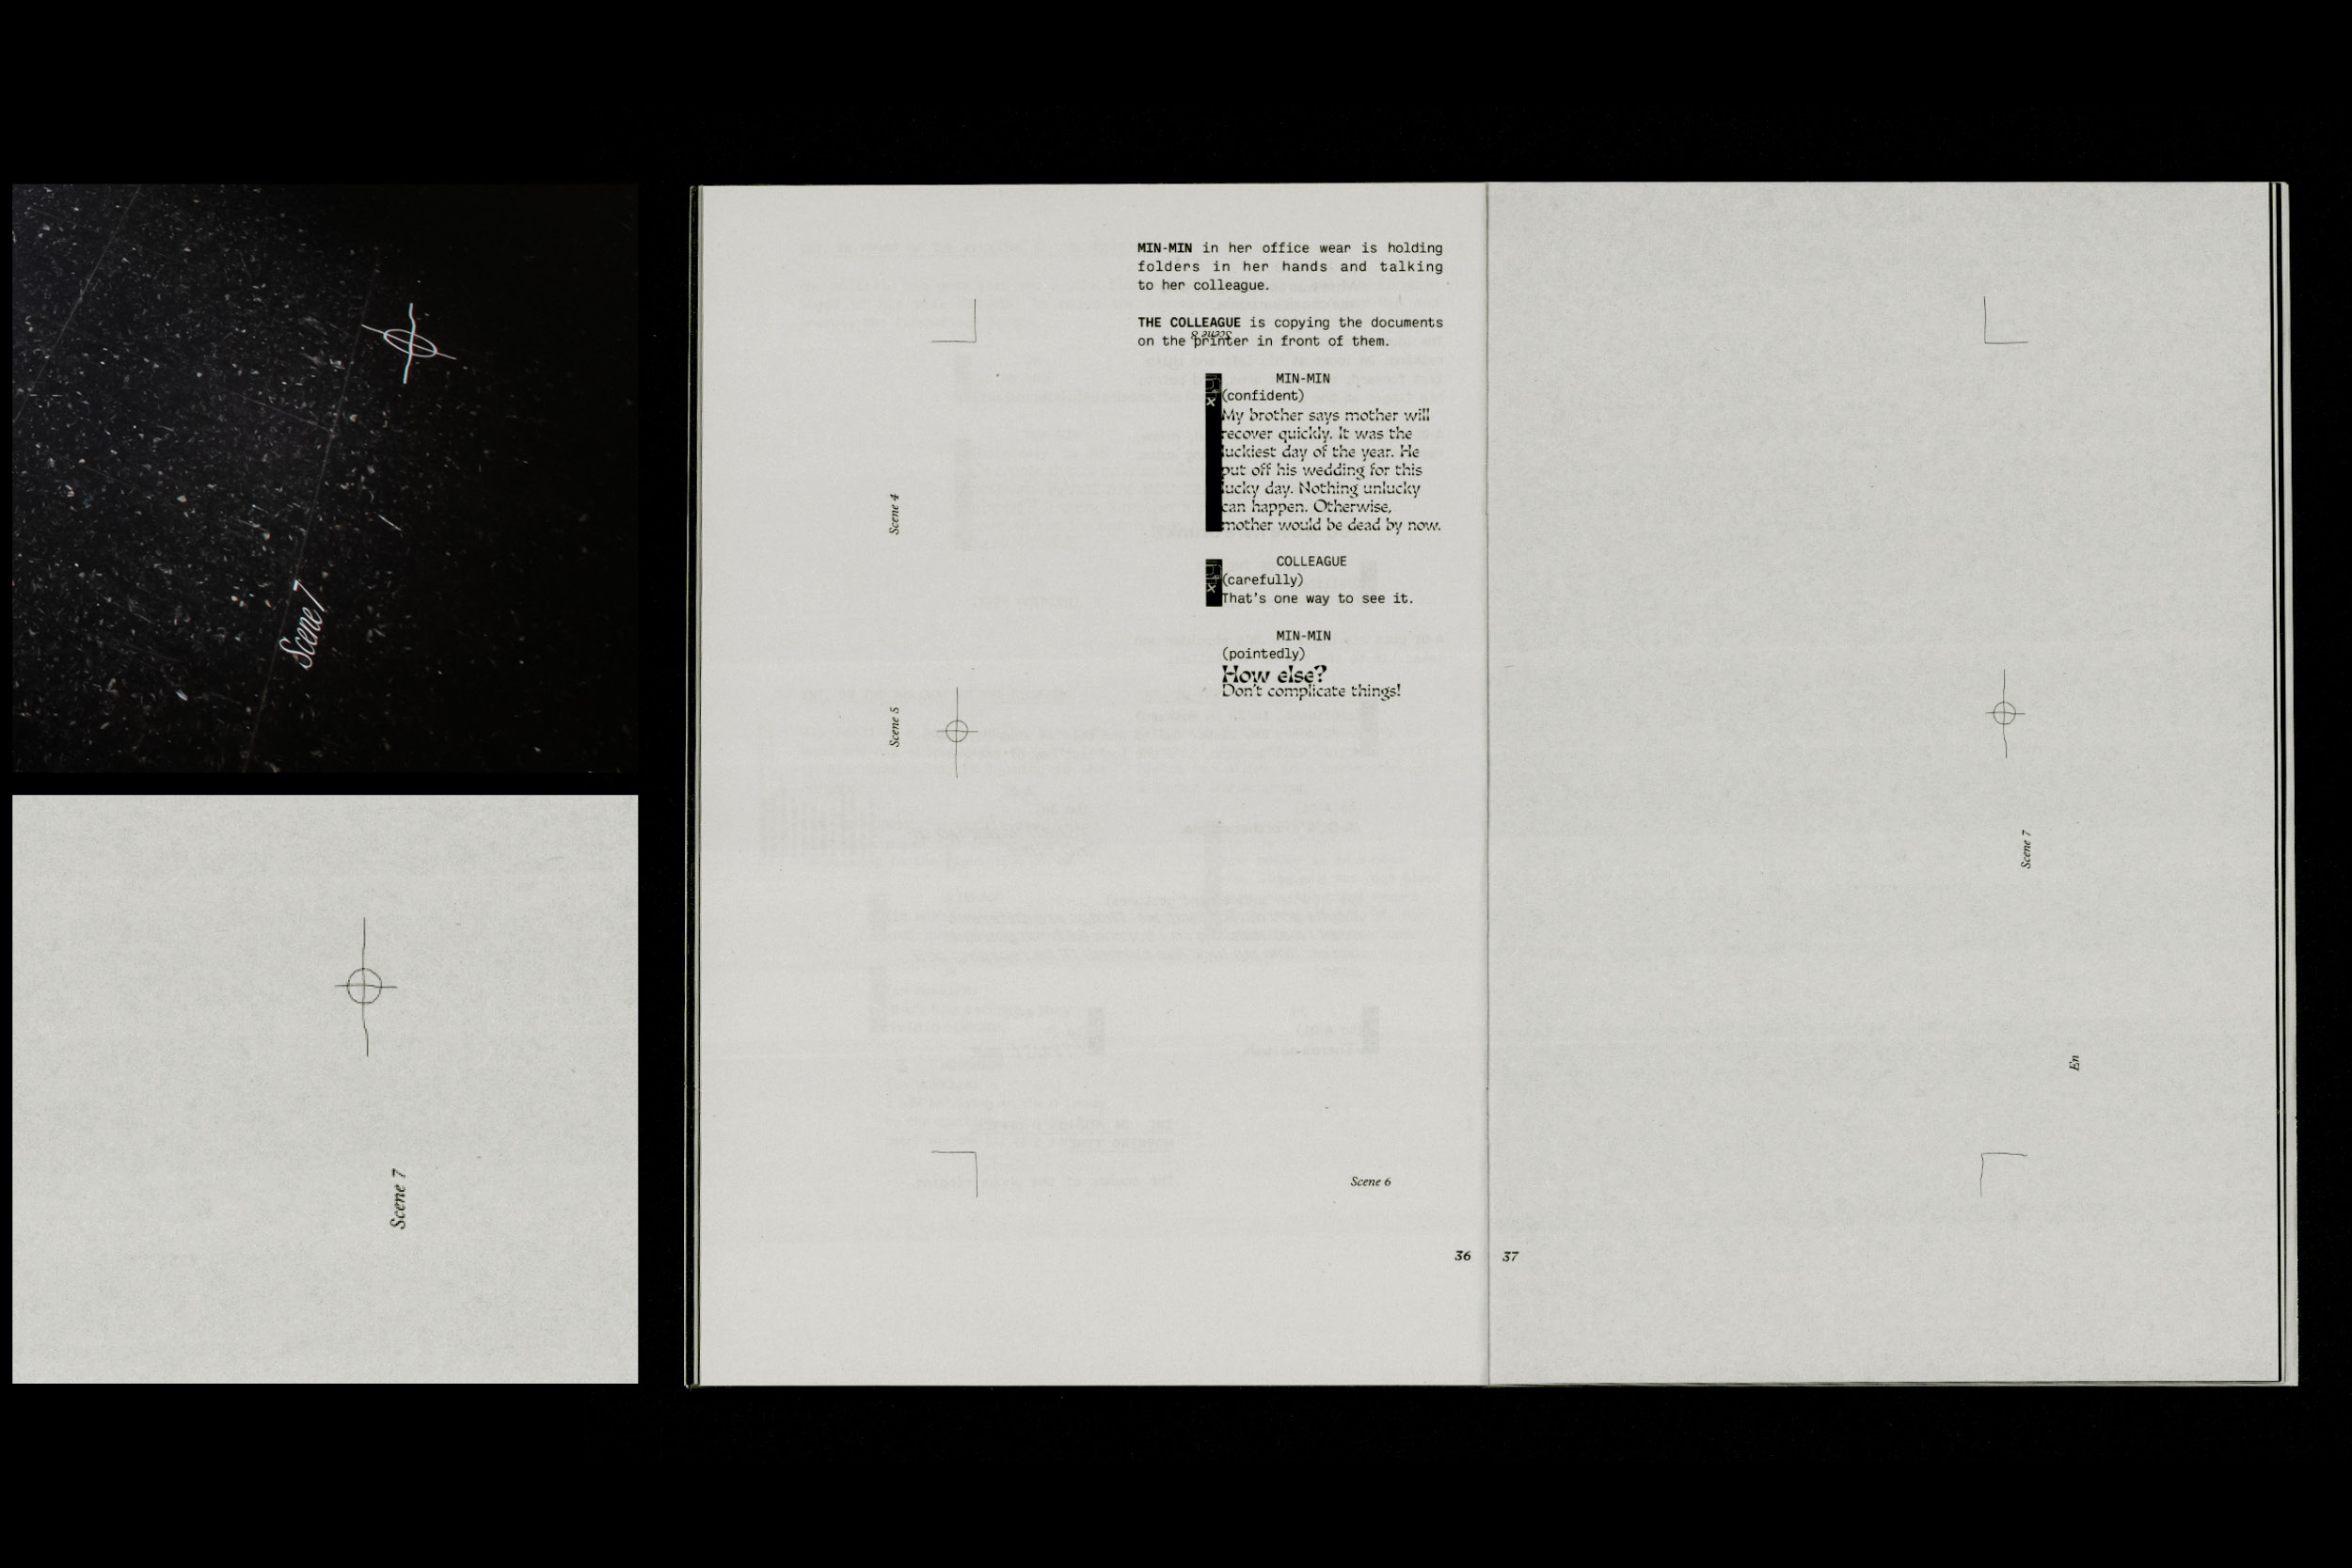 Scene 7
Scene 7
MIN-MIN in her office wear is holding
folders in her hands and talking
to her colleague.
THE COLLEAGUE is copying the documents
Scene 8
on the printer in front of them.
MIN-MIN
(confident)
My brother says mother will
recover quickly. It was the
luckiest day of the year. He
put off his wedding for this
lucky day. Nothing unlucky
can happen. Otherwise,
mother would be dead by now.
COLLEAGUE
(carefully)
That's one way to see it.
MIN-MIN
(pointedly)
How else?
Don't complicate things!
Scene 4
Scene 5
Scene 6
36
37
Scene 7
En